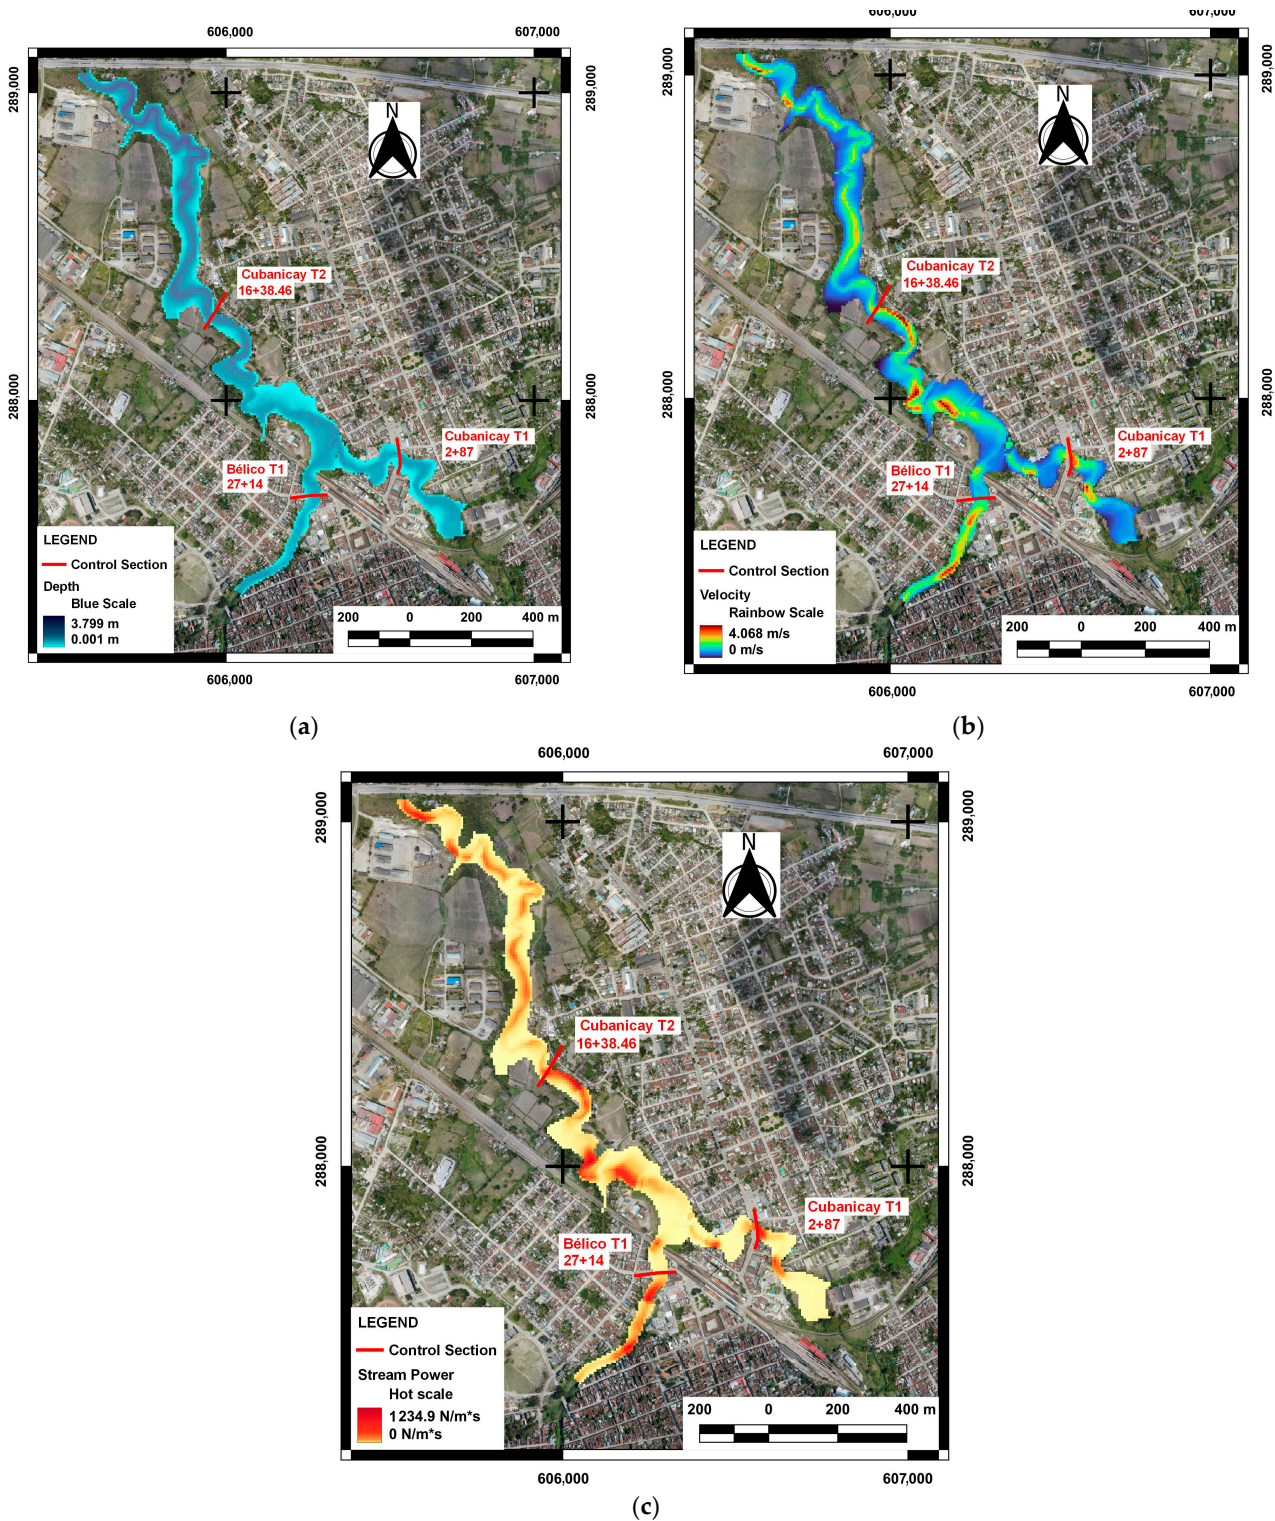 606,000
607,000
289,000
289,000
N
Cubanicay T2
16+38.46
288,000
288,000
Cubanicay T1
2+87
Bélico T1
27+14
LEGEND
Control Section
Depth
Blue Scale
3.799 m
0.001 m
200 0 200 400 m
606,000
607,000
(a)
606,000
607,000
289,000
289,000
N
Cubanicay T2
16+38.46
288,000
288,000
Cubanicay T1
2+87
Bélico T1
27+14
LEGEND
Control Section
Velocity
Rainbow Scale
4.068 m/s
0 m/s
200 0 200 400 m
606,000
607,000
(b)
606,000
607,000
289,000
289,000
N
Cubanicay T2
16+38.46
288,000
288,000
Cubanicay T1
2+87
Bélico T1
27+14
LEGEND
Control Section
Stream Power
Hot scale
1234.9 N/m*s
0 N/m*s
200 0 200 400 m
606,000
607,000
(c)